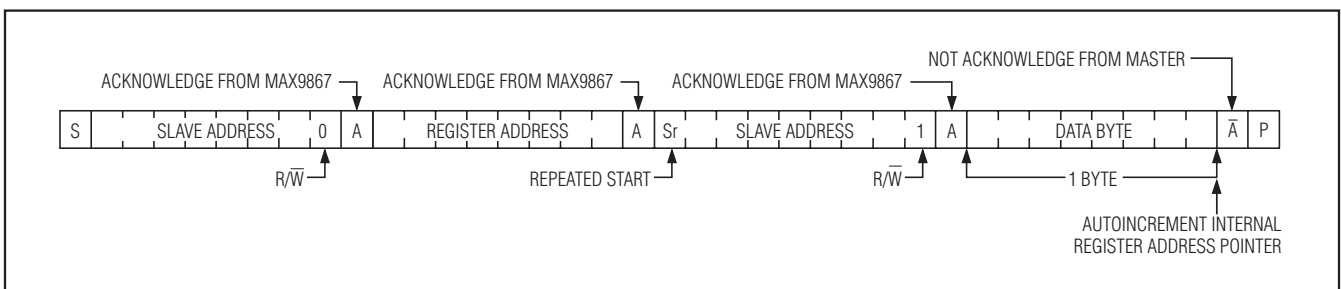 NOT ACKNOWLEDGE FROM MASTER
ACKNOWLEDGE FROM MAX9867 ACKNOWLEDGE FROM MAX9867 ACKNOWLEDGE FROM MAX9867
S SLAVE ADDRESS 0 A REGISTER ADDRESS A Sr SLAVE ADDRESS 1 A DATA BYTE A̅ P
R/W̅ REPEATED START R/W̅ 1 BYTE
AUTOINCREMENT INTERNAL
REGISTER ADDRESS POINTER